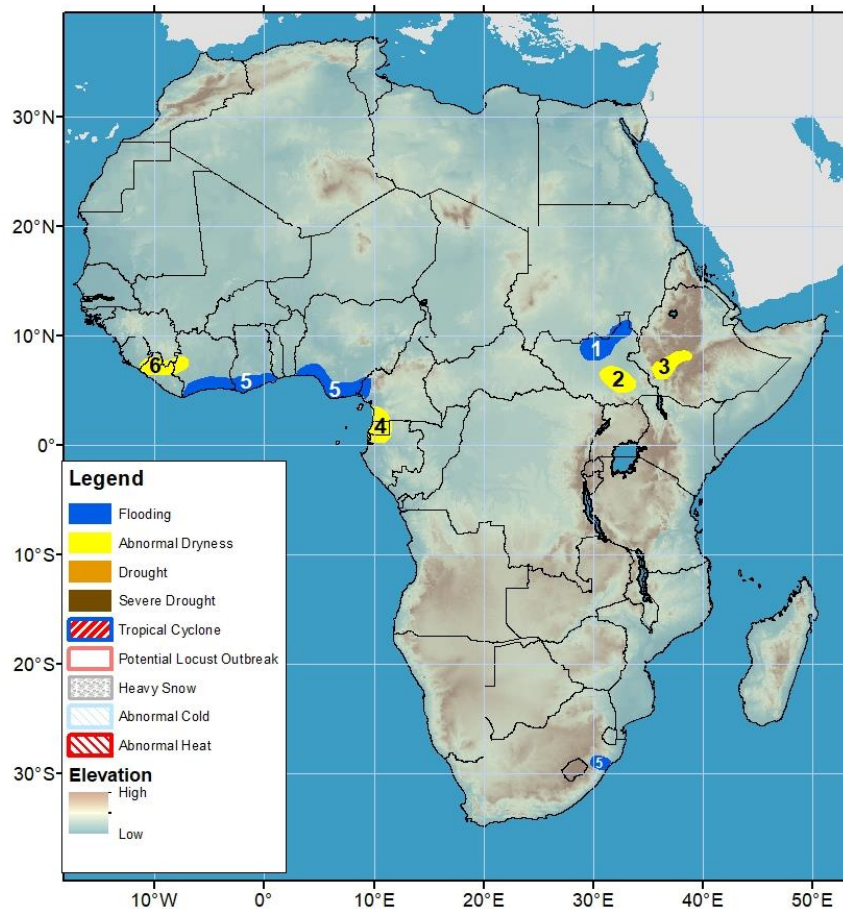 30°N
20°N
10°N
1
6
3
5
5
2
4
0°
Legend
Flooding
Abnormal Dryness
Drought
Severe Drought
Tropical Cyclone
Potential Locust Outbreak
Heavy Snow
Abnormal Cold
Abnormal Heat
Elevation
High
Low
10°S
20°S
30°S
5
10°W
0°
10°E
20°E
30°E
40°E
50°E